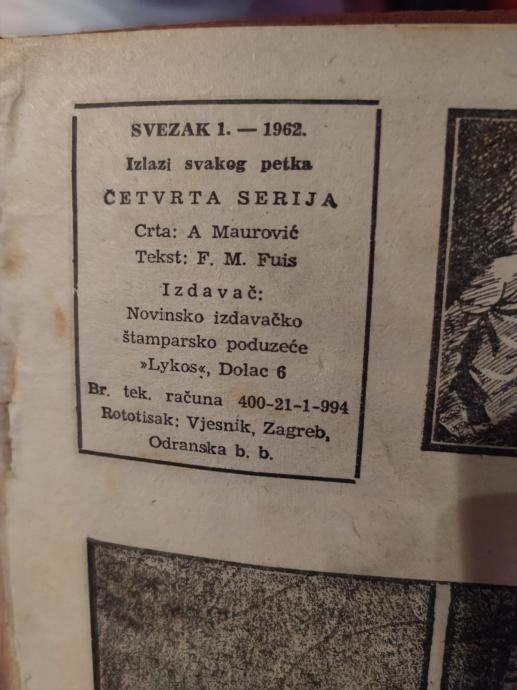 SVEZAK 1. — 1962.
Izlazi svakog petka
ČETVRTA SERIJA
Crta: A Maurović
Tekst: F. M. Fuis
Izdavač:
Novinsko izdavačko
štamparsko poduzeće
»Lykos«, Dolac 6
Br. tek. računa 400-21-1-994
Rototisak: Vjesnik, Zagreb,
Odranska b. b.